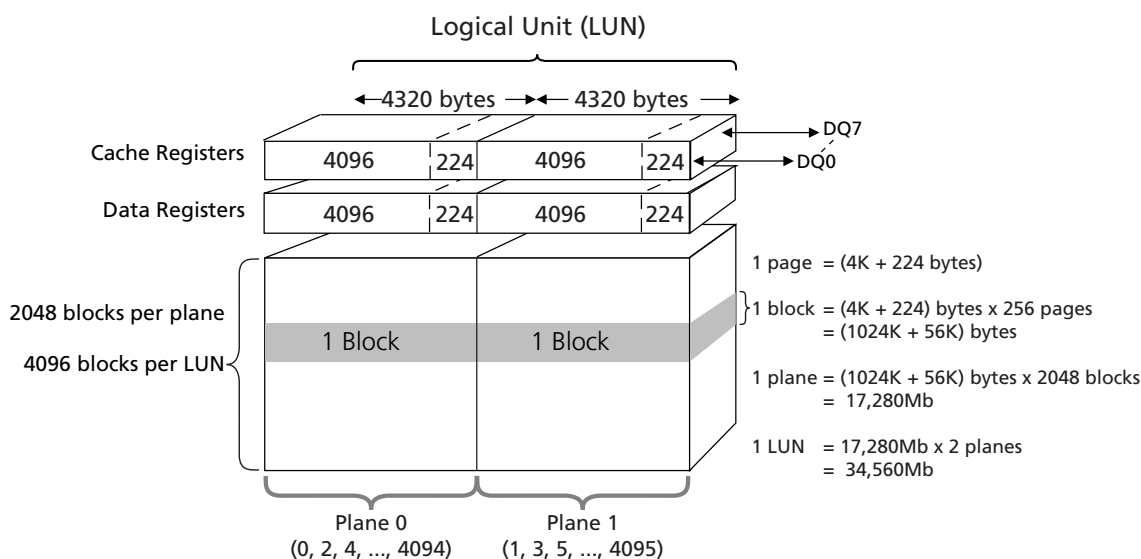 Logical Unit (LUN)
4320 bytes 4320 bytes
Cache Registers
4096 224 4096 224
DQ7
DQ0
Data Registers
4096 224 4096 224
2048 blocks per plane
4096 blocks per LUN
1 Block 1 Block
1 page = (4K + 224 bytes)
1 block = (4K + 224) bytes x 256 pages
= (1024K + 56K) bytes
1 plane = (1024K + 56K) bytes x 2048 blocks
= 17,280Mb
1 LUN = 17,280Mb x 2 planes
= 34,560Mb
Plane 0
(0, 2, 4, ..., 4094)
Plane 1
(1, 3, 5, ..., 4095)